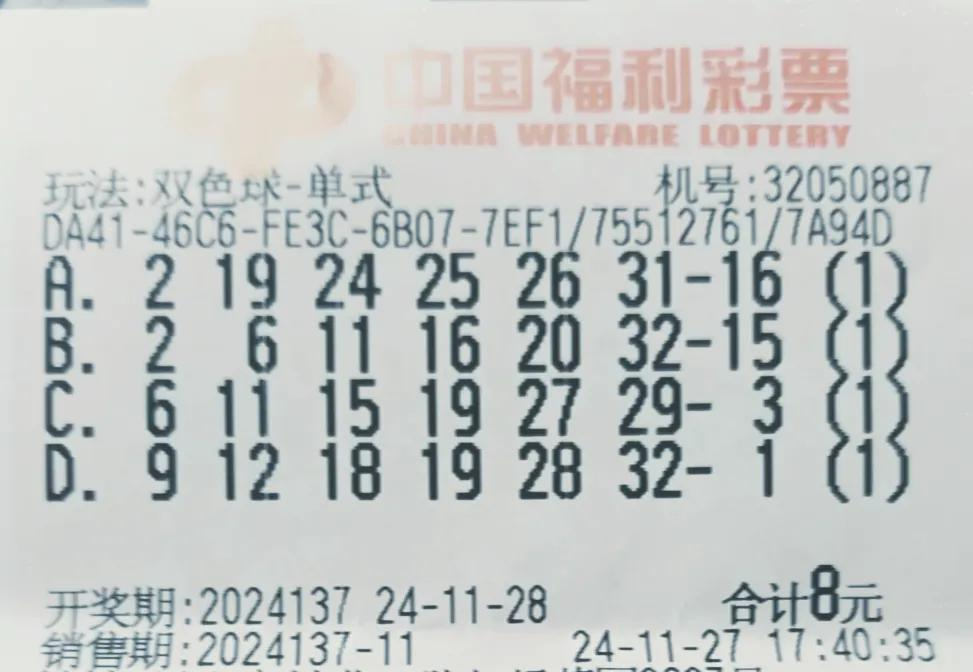 中国福利彩票
CHINA WELFARE LOTTERY
玩法:双色球-单式 机号:32050887
DA41-46C6-FE3C-6B07-7EF1/75512761/7A94D
A. 2 19 24 25 26 31-16 (1)
B. 2 6 11 16 20 32-15 (1)
C. 6 11 15 19 27 29- 3 (1)
D. 9 12 18 19 28 32- 1 (1)
开奖期:2024137 24-11-28 合计8元
销售期:2024137-11 24-11-27 17:40:35